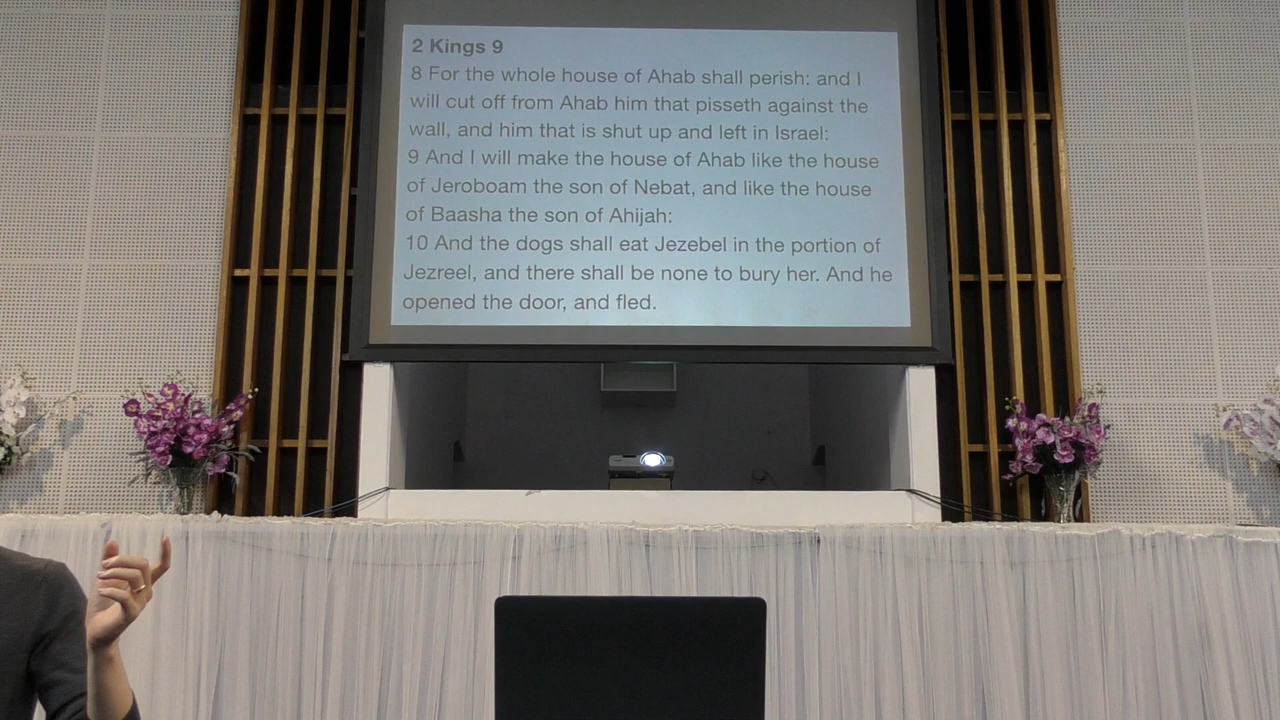 2 Kings 9
8 For the whole house of Ahab shall perish: and I
will cut off from Ahab him that pisseth against the
wall, and him that is shut up and left in Israel:
9 And I will make the house of Ahab like the house
of Jeroboam the son of Nebat, and like the house
of Baasha the son of Ahijah:
10 And the dogs shall eat Jezebel in the portion of
Jezreel, and there shall be none to bury her. And he
opened the door, and fled.